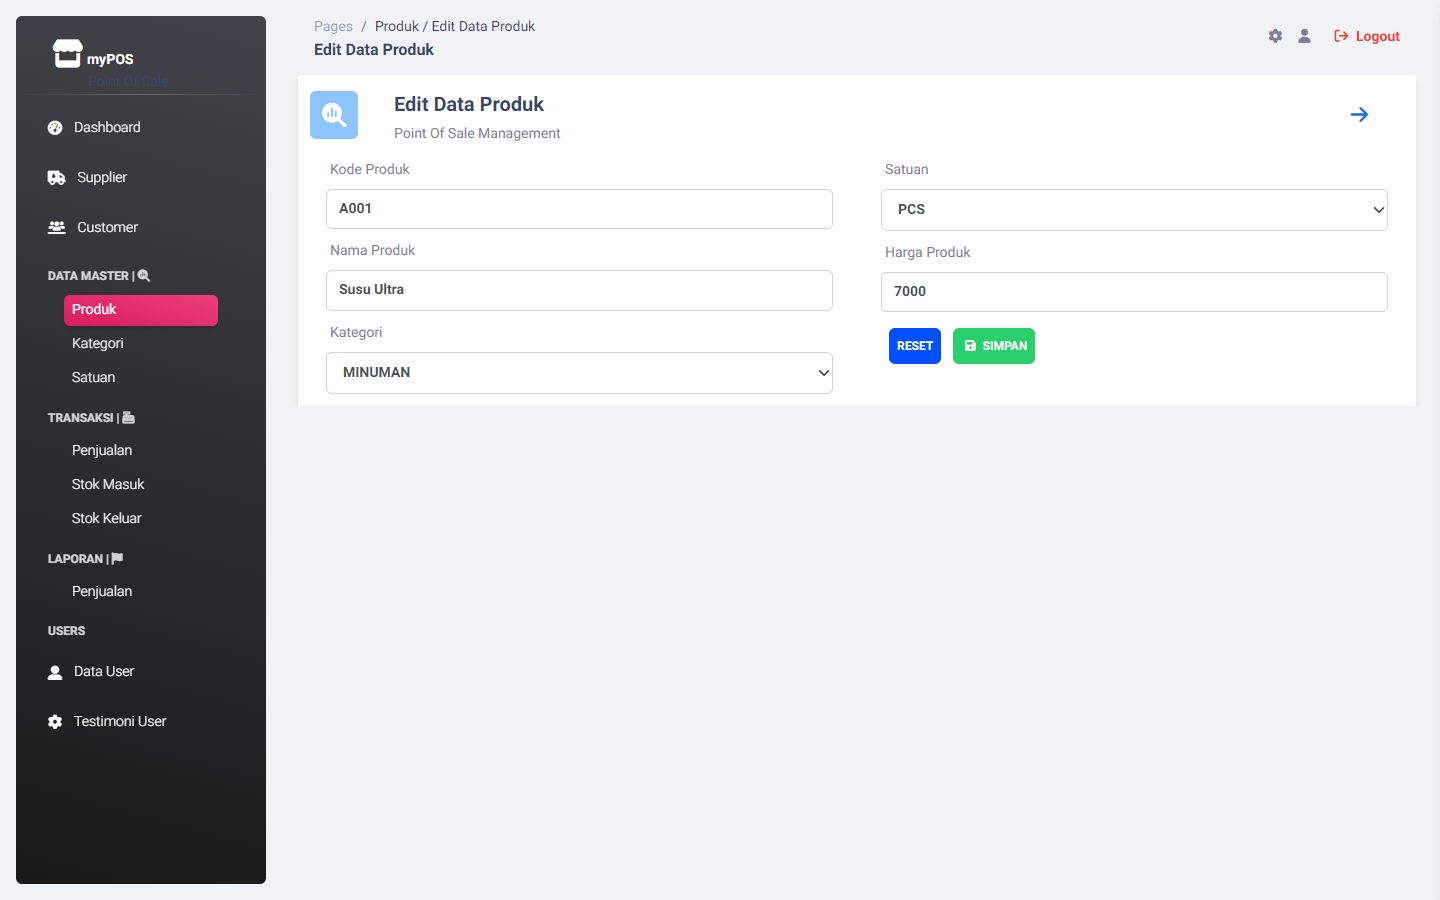 myPOS
Point Of Sale
Dashboard
Supplier
Customer
DATA MASTER |
Produk
Kategori
Satuan
TRANSAKSI |
Penjualan
Stok Masuk
Stok Keluar
LAPORAN |
Penjualan
USERS
Data User
Testimoni User
Pages / Produk / Edit Data Produk
Edit Data Produk
Logout
Edit Data Produk
Point Of Sale Management
Kode Produk
A001
Nama Produk
Susu Ultra
Kategori
MINUMAN
Satuan
PCS
Harga Produk
7000
RESET
SIMPAN